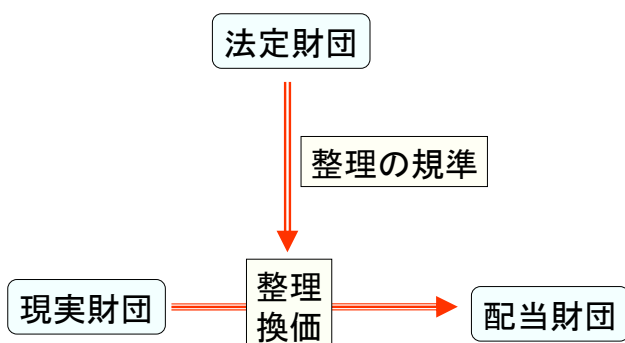 法定財団
整理の規準
現実財団
整理
換価
配当財団